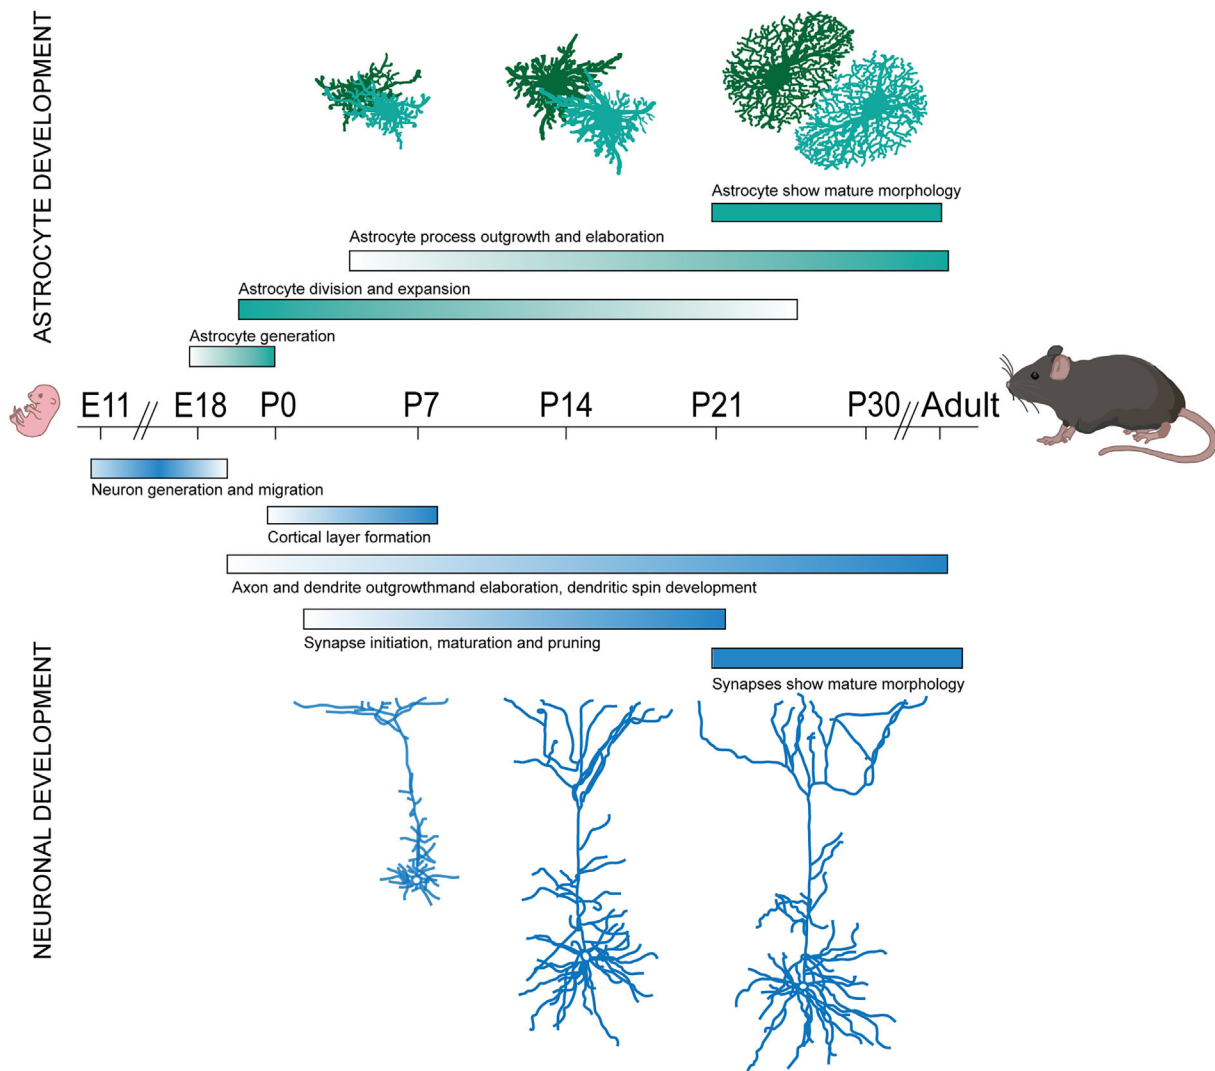 ASTROCYTE DEVELOPMENT
Astrocyte show mature morphology
Astrocyte process outgrowth and elaboration
Astrocyte division and expansion
Astrocyte generation
E11 // E18 P0 P7 P14 P21 P30 // Adult
Neuron generation and migration
Cortical layer formation
Axon and dendrite outgrowthmand elaboration, dendritic spin development
Synapse initiation, maturation and pruning
Synapses show mature morphology
NEURONAL DEVELOPMENT